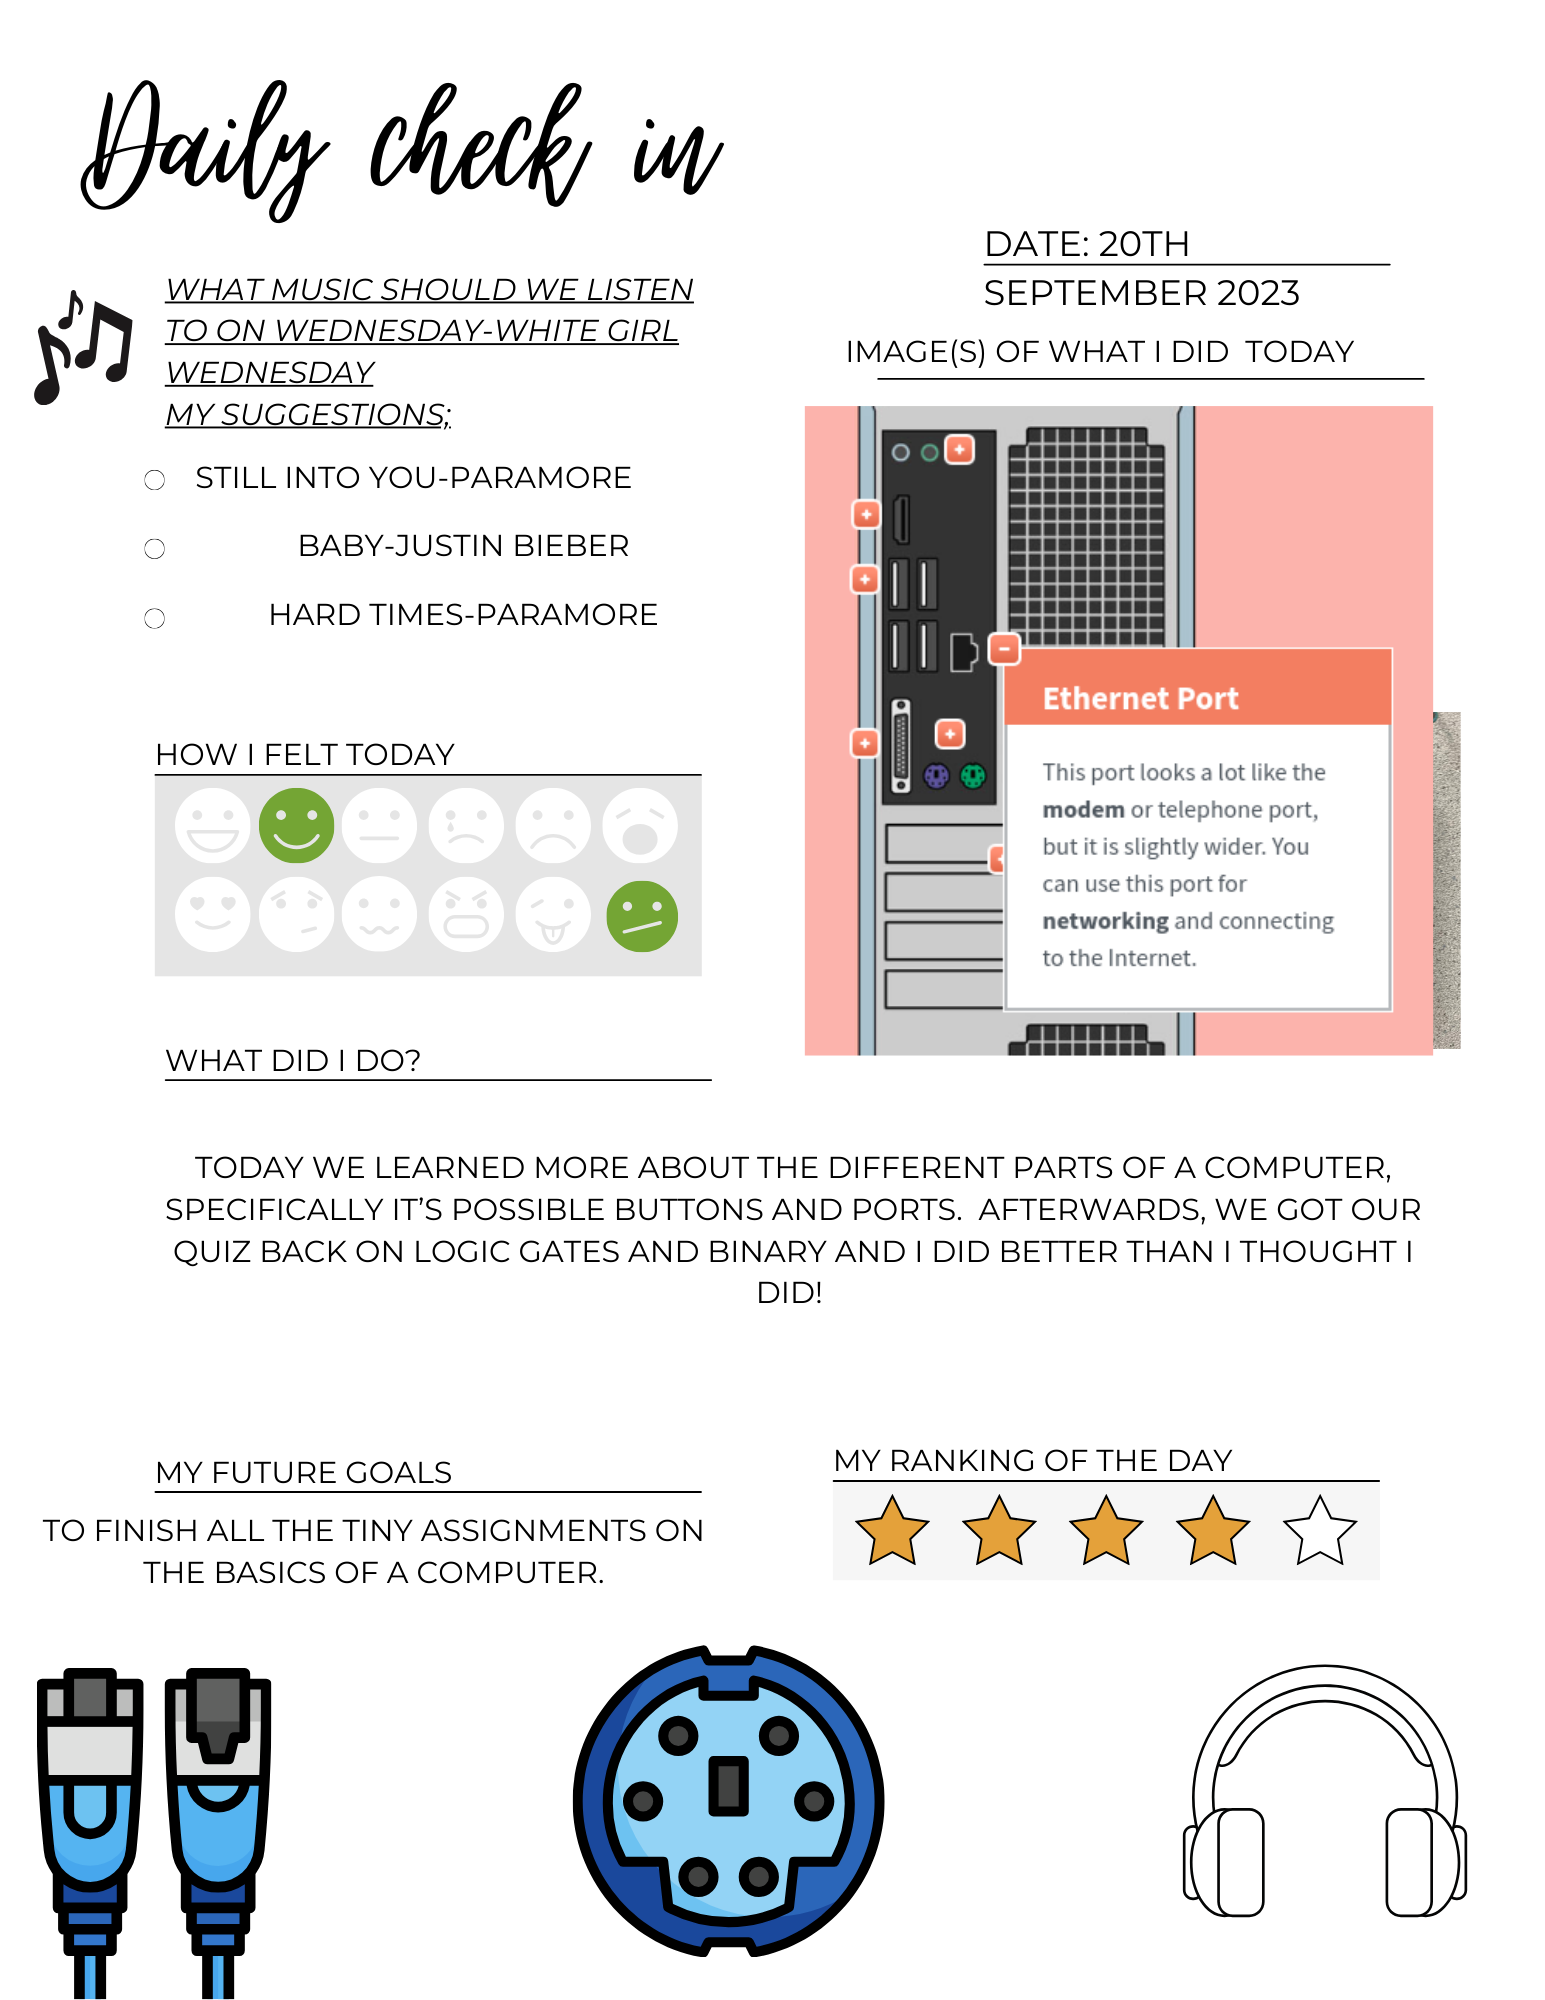 Daily check in
DATE: 20TH
SEPTEMBER 2023
WHAT MUSIC SHOULD WE LISTEN
TO ON WEDNESDAY-WHITE GIRL
WEDNESDAY
MY SUGGESTIONS;
STILL INTO YOU-PARAMORE
BABY-JUSTIN BIEBER
HARD TIMES-PARAMORE
IMAGE(S) OF WHAT I DID  TODAY
Ethernet Port
This port looks a lot like the
modem or telephone port,
but it is slightly wider. You
can use this port for
networking and connecting
to the Internet.
HOW I FELT TODAY
WHAT DID I DO?
TODAY WE LEARNED MORE ABOUT THE DIFFERENT PARTS OF A COMPUTER,
SPECIFICALLY IT'S POSSIBLE BUTTONS AND PORTS.  AFTERWARDS, WE GOT OUR
QUIZ BACK ON LOGIC GATES AND BINARY AND I DID BETTER THAN I THOUGHT I
DID!
MY FUTURE GOALS
TO FINISH ALL THE TINY ASSIGNMENTS ON
THE BASICS OF A COMPUTER.
MY RANKING OF THE DAY